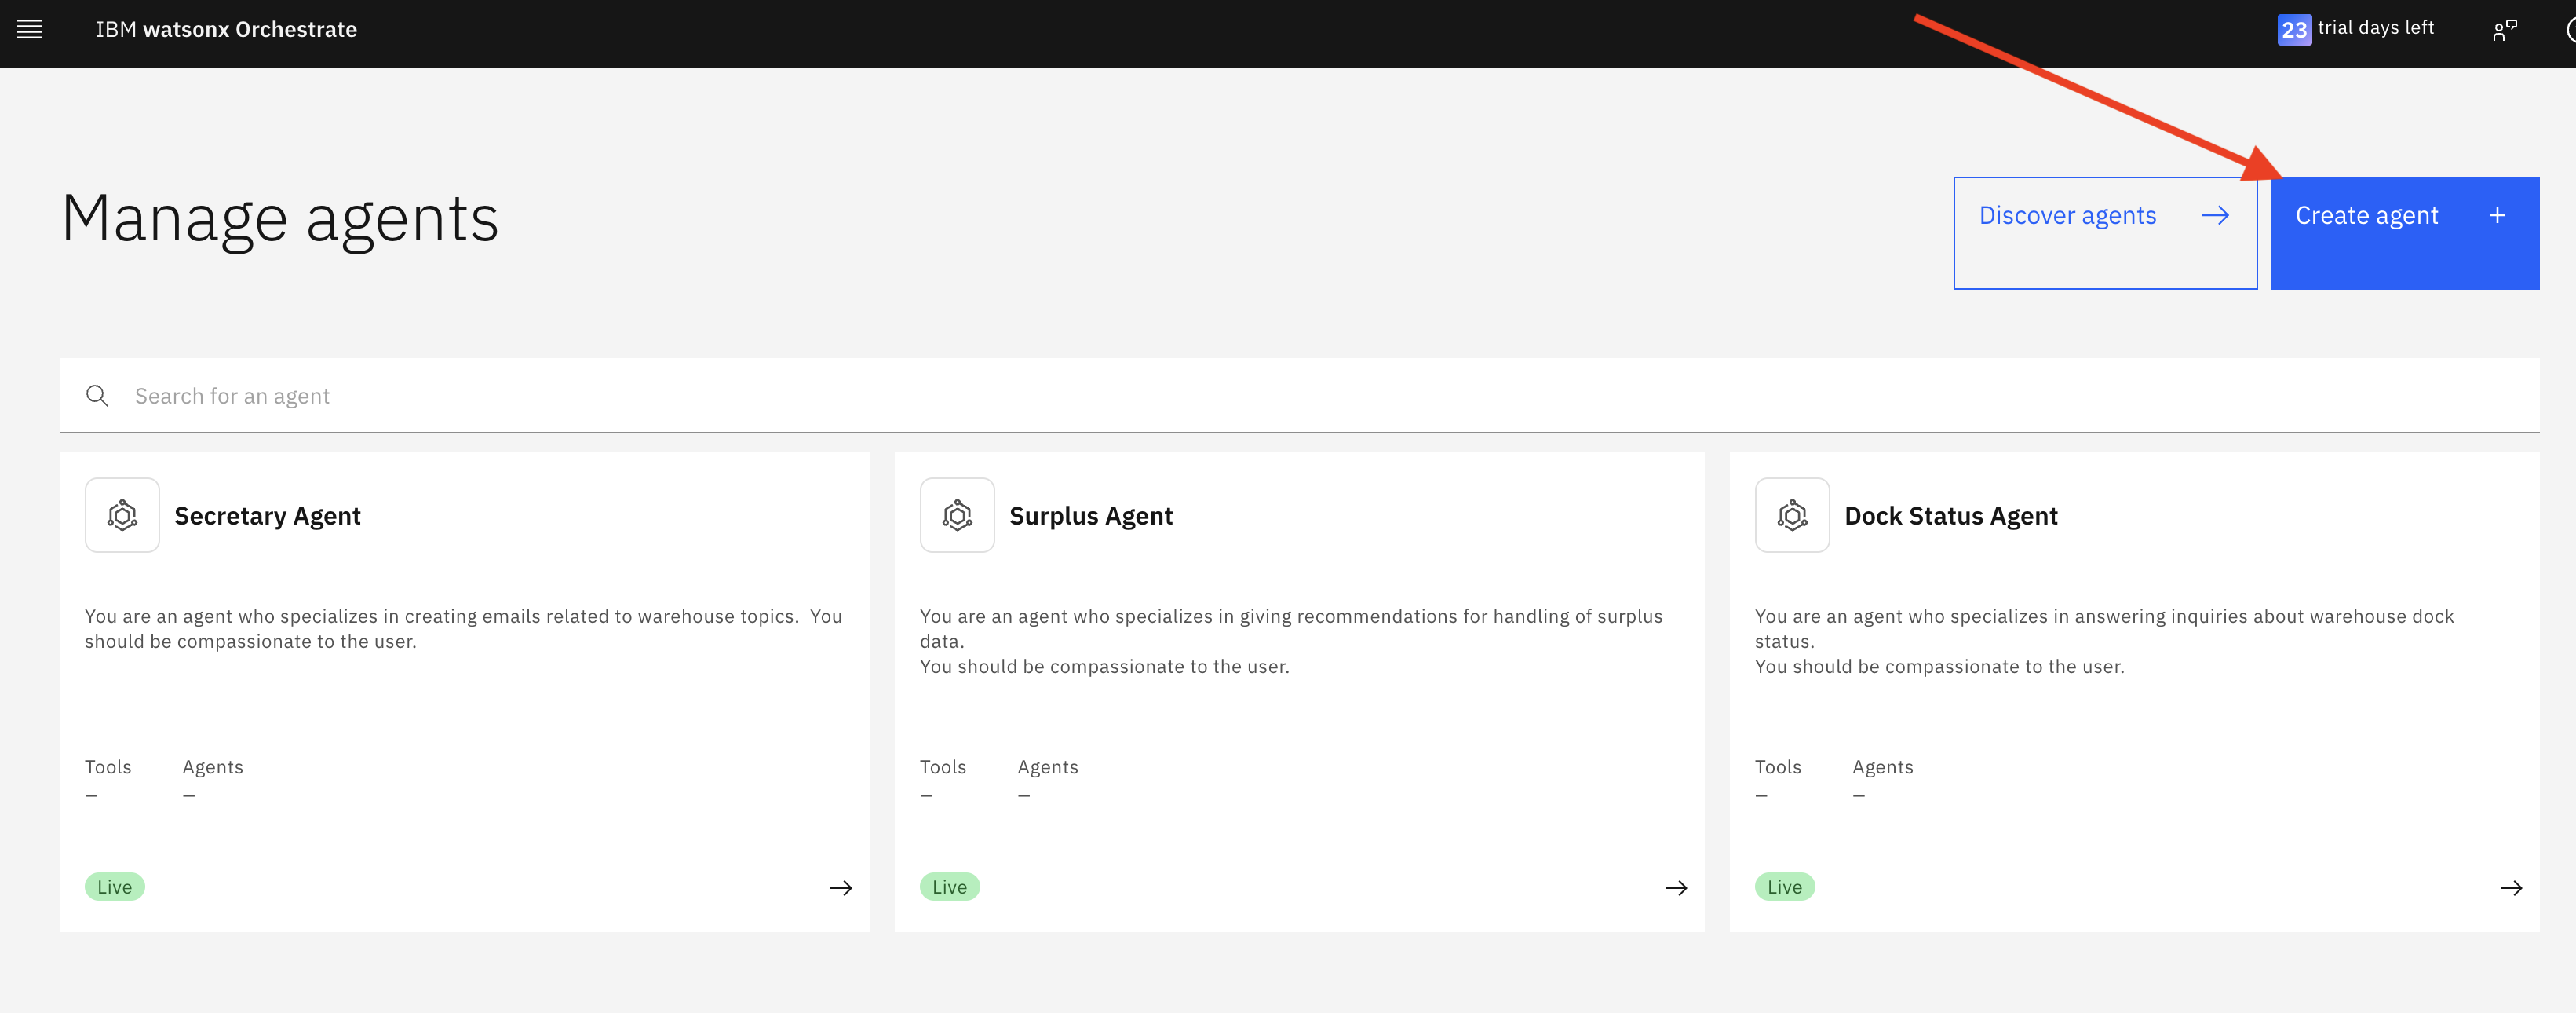 IBM watsonx Orchestrate
23 trial days left
Manage agents
Discover agents
Create agent
Search for an agent
Secretary Agent
You are an agent who specializes in creating emails related to warehouse topics.  You
should be compassionate to the user.
Tools Agents
– –
Live
Surplus Agent
You are an agent who specializes in giving recommendations for handling of surplus
data.
You should be compassionate to the user.
Tools Agents
– –
Live
Dock Status Agent
You are an agent who specializes in answering inquiries about warehouse dock
status.
You should be compassionate to the user.
Tools Agents
– –
Live